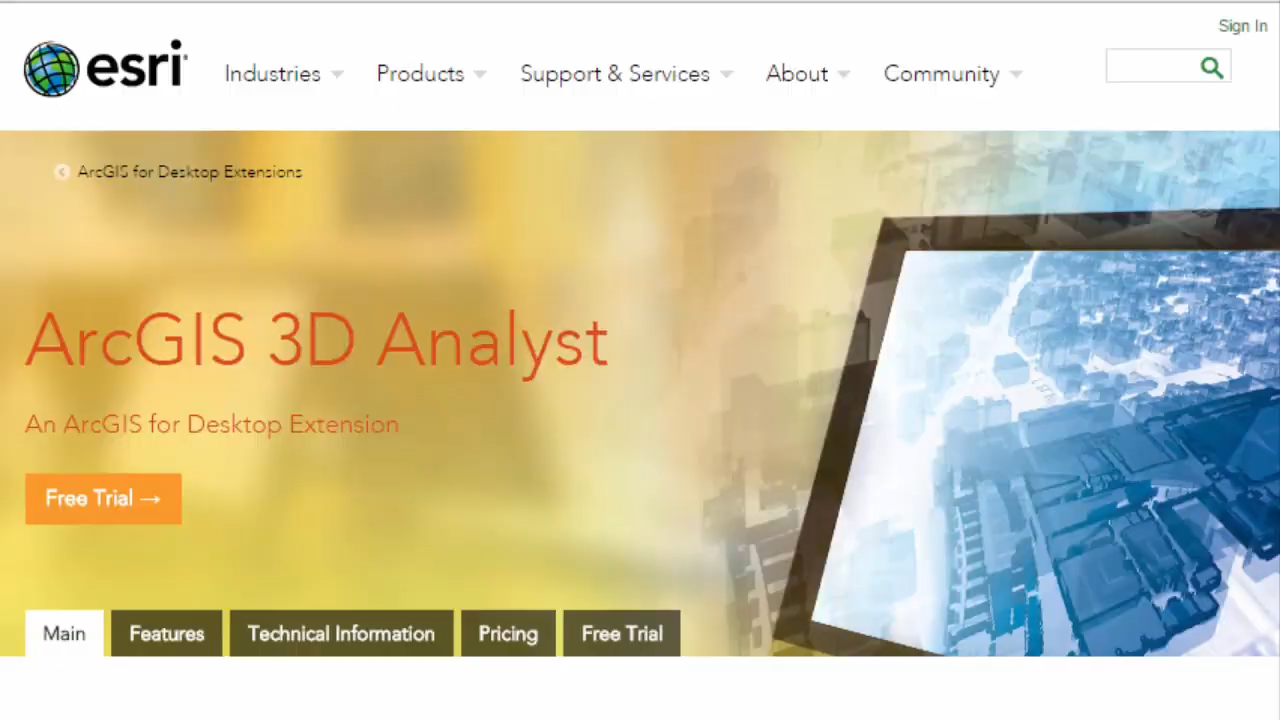 Sign In
esri
Industries Products Support & Services About Community
ArcGIS for Desktop Extensions
ArcGIS 3D Analyst
An ArcGIS for Desktop Extension
Free Trial →
Main Features Technical Information Pricing Free Trial